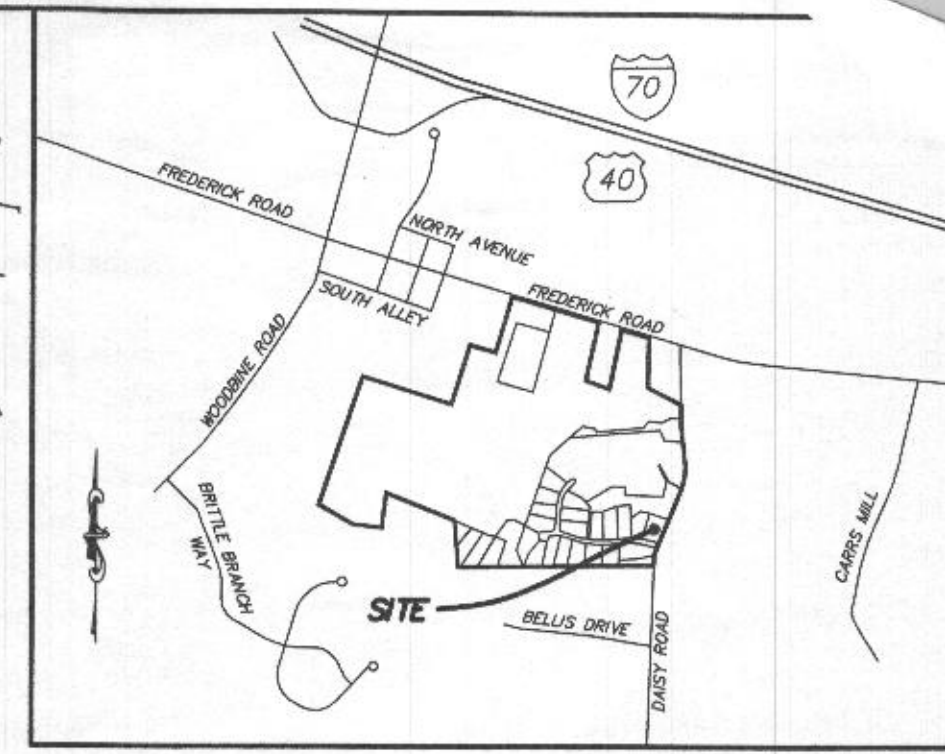 70
40
FREDERICK ROAD
NORTH AVENUE
SOUTH ALLEY
FREDERICK ROAD
WOODBINE ROAD
BRITTLE BRANCH
WAY
CARRS MILL
SITE
BELLIS DRIVE
DAISY ROAD